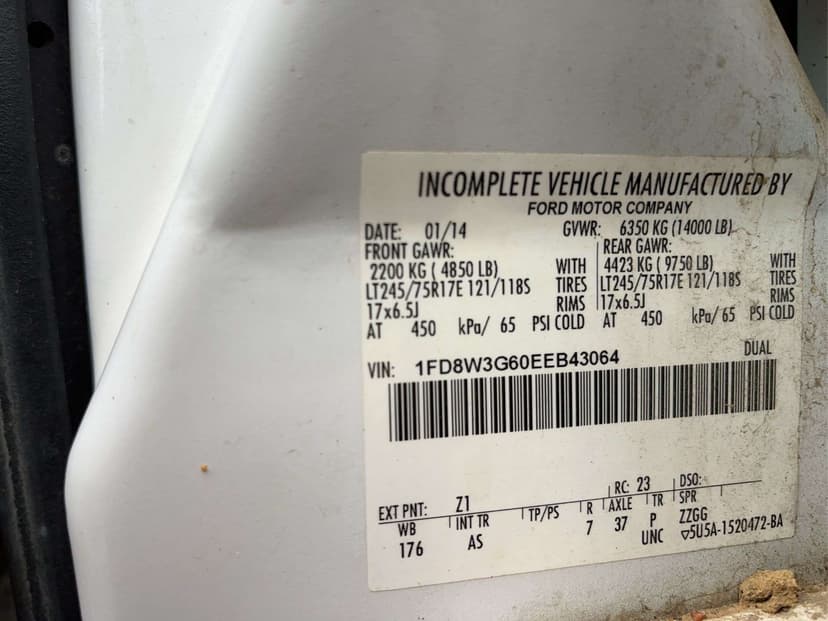 INCOMPLETE VEHICLE MANUFACTURED BY
FORD MOTOR COMPANY
DATE: 01/14 GVWR: 6350 KG (14000 LB)
FRONT GAWR: REAR GAWR:
2200 KG ( 4850 LB) WITH 4423 KG ( 9750 LB) WITH
LT245/75R17E 121/118S TIRES LT245/75R17E 121/118S TIRES
17x6.5J RIMS 17x6.5J RIMS
AT 450 kPa/ 65 PSI COLD AT 450 kPa/ 65 PSI COLD
VIN: 1FD8W3G60EEB43064 DUAL
EXT PNT: Z1 RC: 23 DSO:
WB INT TR TP/PS R AXLE TR SPR
176 AS 7 37 P ZZGG
UNC ▽5U5A-1520472-BA